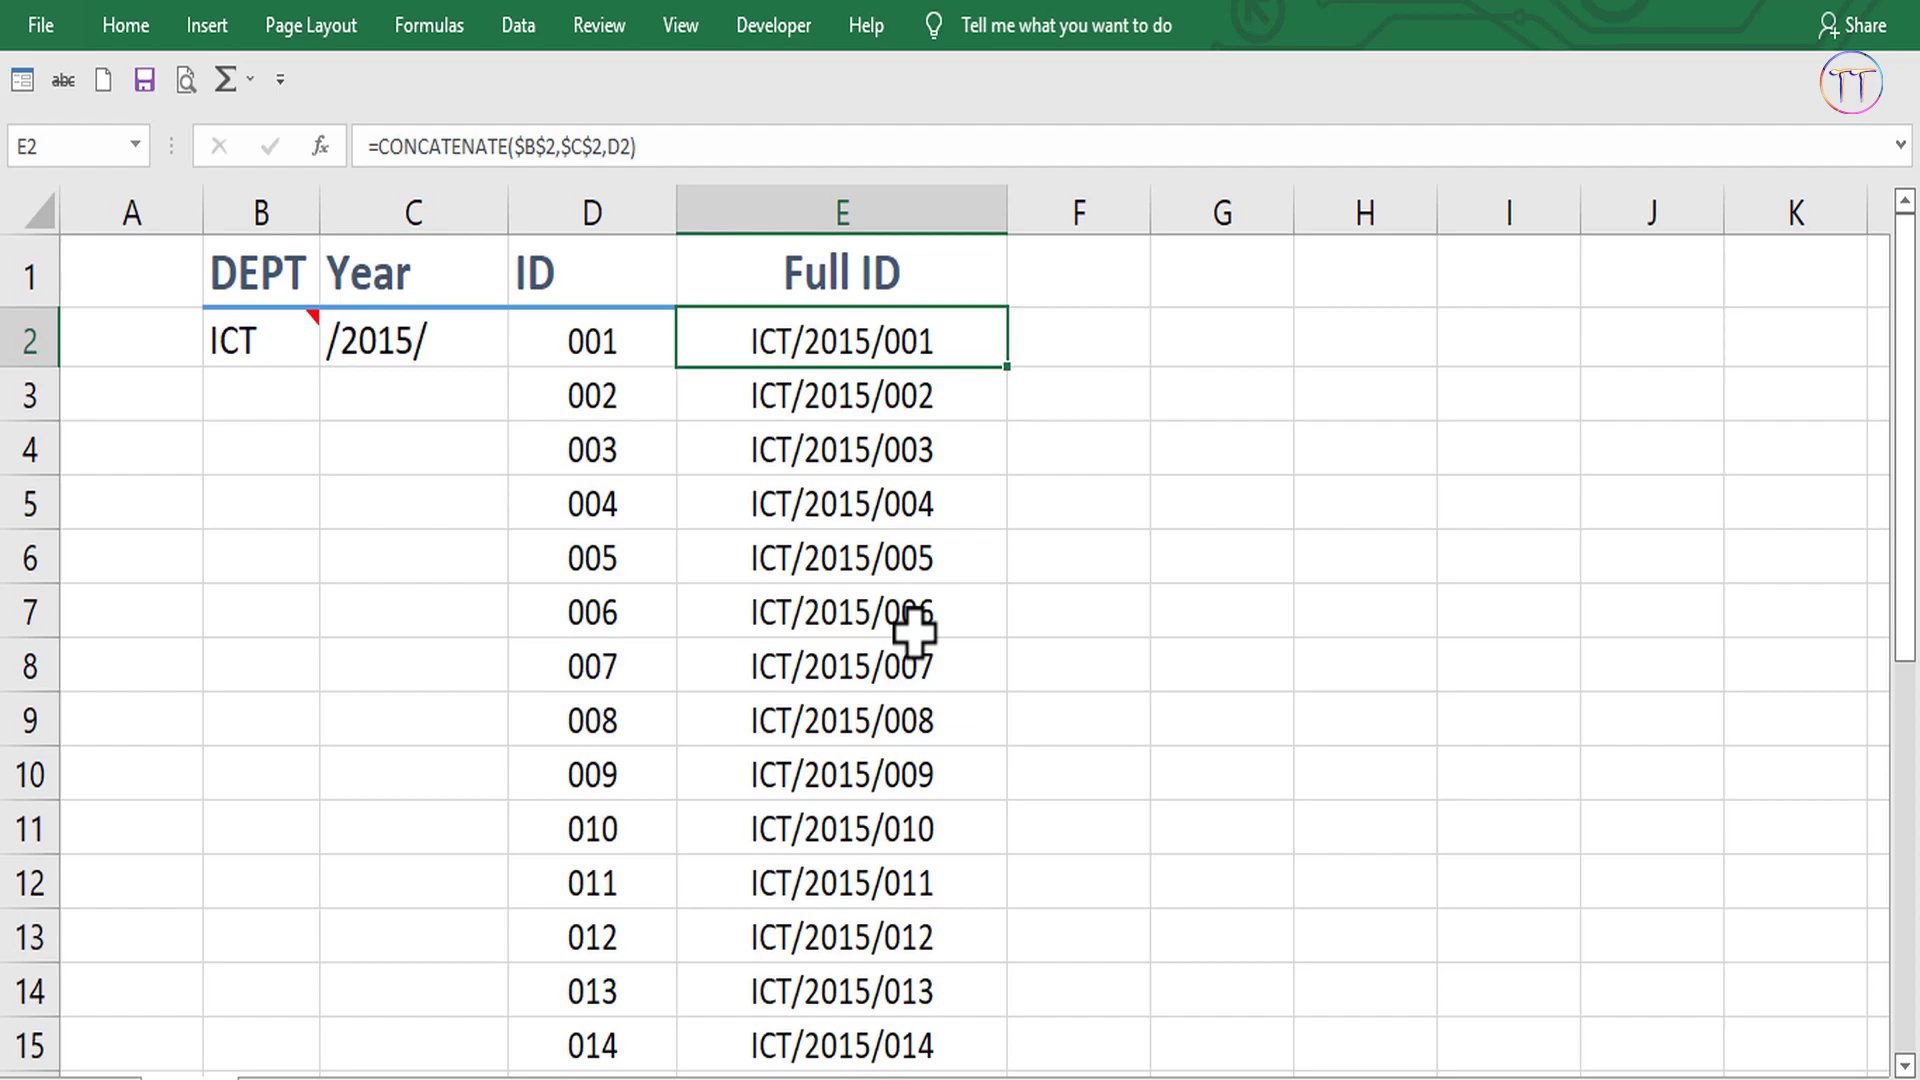 File Home Insert Page Layout Formulas Data Review View Developer Help Tell me what you want to do Share
abc Σ TT
E2 fx =CONCATENATE($B$2,$C$2,D2)
A B C D E F G H I J K
1 DEPT Year ID Full ID
2 ICT /2015/ 001 ICT/2015/001
3 002 ICT/2015/002
4 003 ICT/2015/003
5 004 ICT/2015/004
6 005 ICT/2015/005
7 006 ICT/2015/006
8 007 ICT/2015/007
9 008 ICT/2015/008
10 009 ICT/2015/009
11 010 ICT/2015/010
12 011 ICT/2015/011
13 012 ICT/2015/012
14 013 ICT/2015/013
15 014 ICT/2015/014